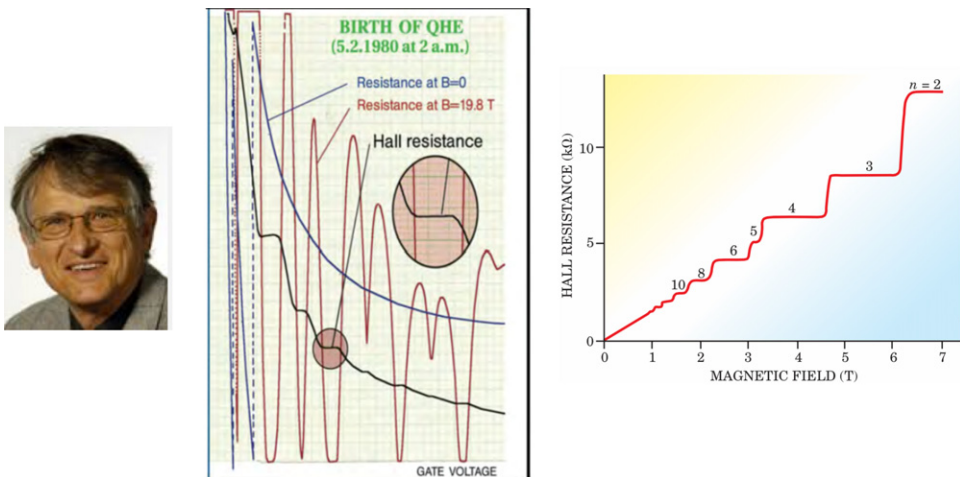 BIRTH OF QHE
(5.2.1980 at 2 a.m.)
Resistance at B=0
Resistance at B=19.8 T
Hall resistance
GATE VOLTAGE
HALL RESISTANCE (kΩ)
10
5
0
n = 2
3
4
5
6
8
10
0 1 2 3 4 5 6 7
MAGNETIC FIELD (T)